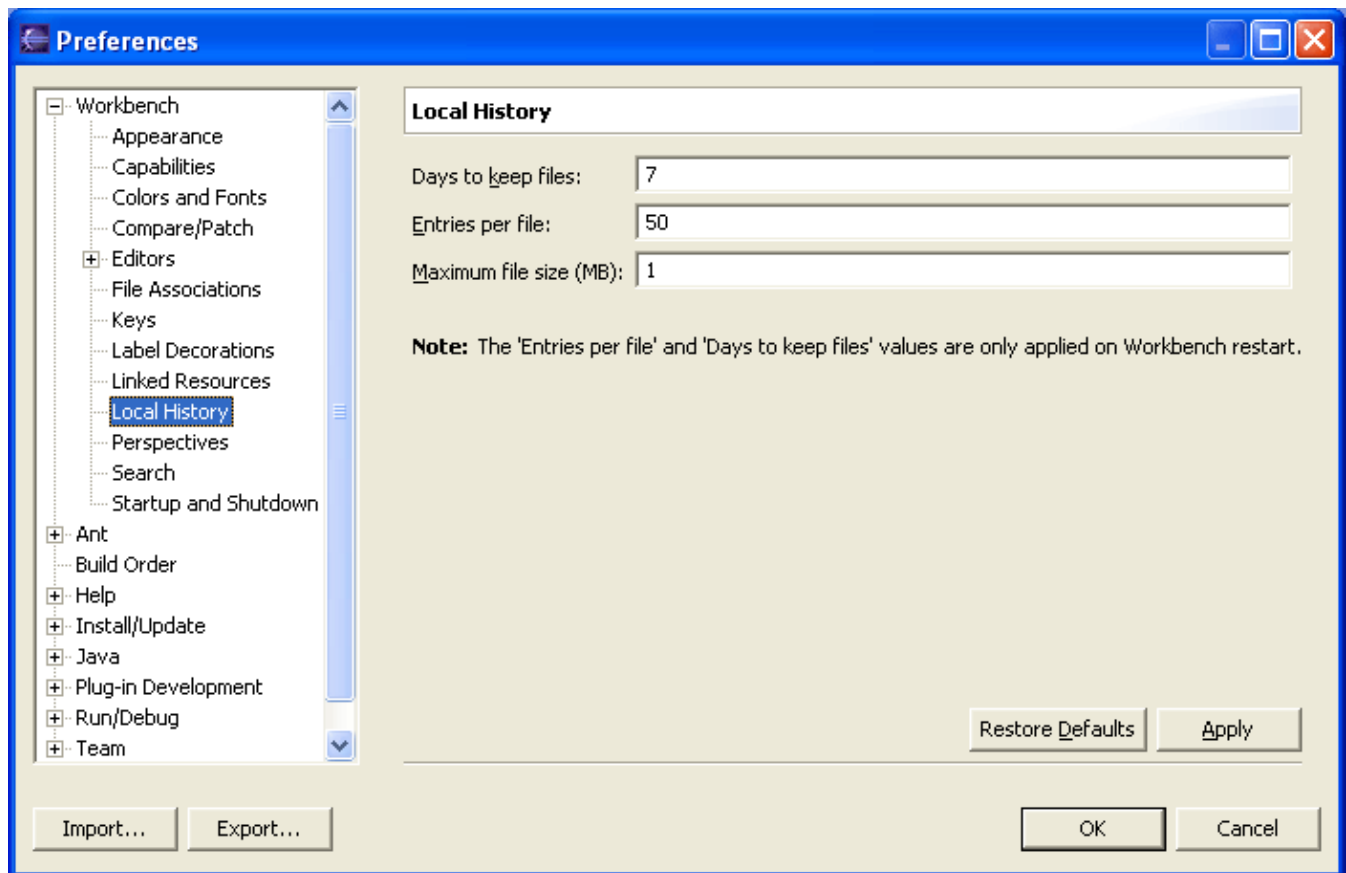 Preferences
Workbench
Appearance
Capabilities
Colors and Fonts
Compare/Patch
Editors
File Associations
Keys
Label Decorations
Linked Resources
Local History
Perspectives
Search
Startup and Shutdown
Ant
Build Order
Help
Install/Update
Java
Plug-in Development
Run/Debug
Team
Local History
Days to keep files: 7
Entries per file: 50
Maximum file size (MB): 1
Note: The 'Entries per file' and 'Days to keep files' values are only applied on Workbench restart.
Restore Defaults Apply
Import... Export... OK Cancel